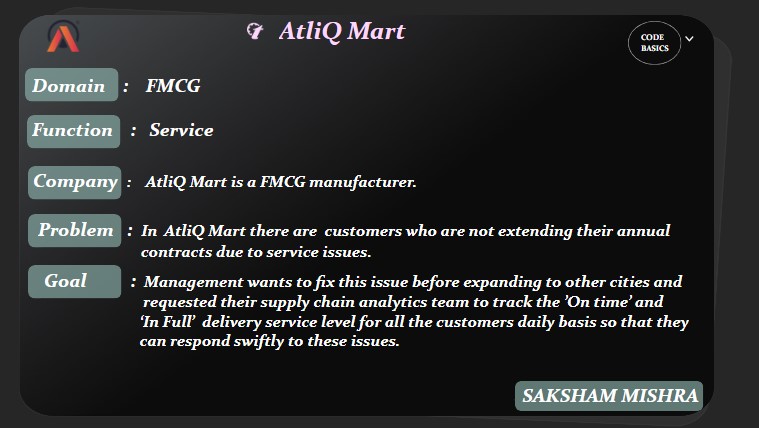 AtliQ Mart
CODE
BASICS
Domain : FMCG
Function : Service
Company : AtliQ Mart is a FMCG manufacturer.
Problem : In AtliQ Mart there are customers who are not extending their annual
contracts due to service issues.
Goal : Management wants to fix this issue before expanding to other cities and
requested their supply chain analytics team to track the 'On time' and
'In Full' delivery service level for all the customers daily basis so that they
can respond swiftly to these issues.
SAKSHAM MISHRA